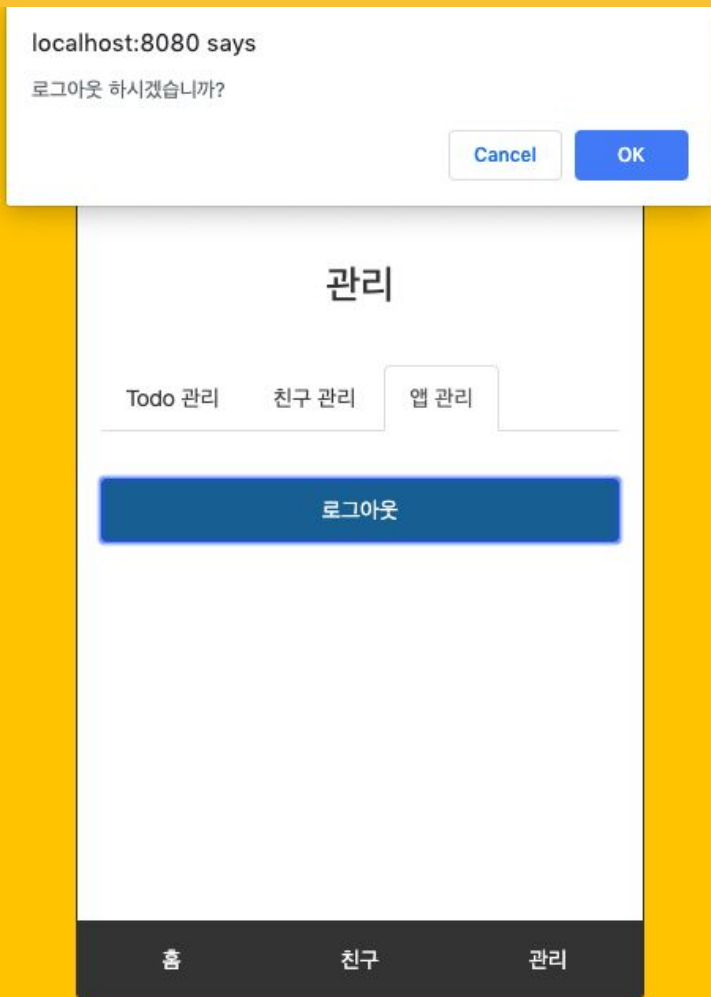 localhost:8080 says
로그아웃 하시겠습니까?
Cancel OK
관리
Todo 관리 친구 관리 앱 관리
로그아웃
홈 친구 관리